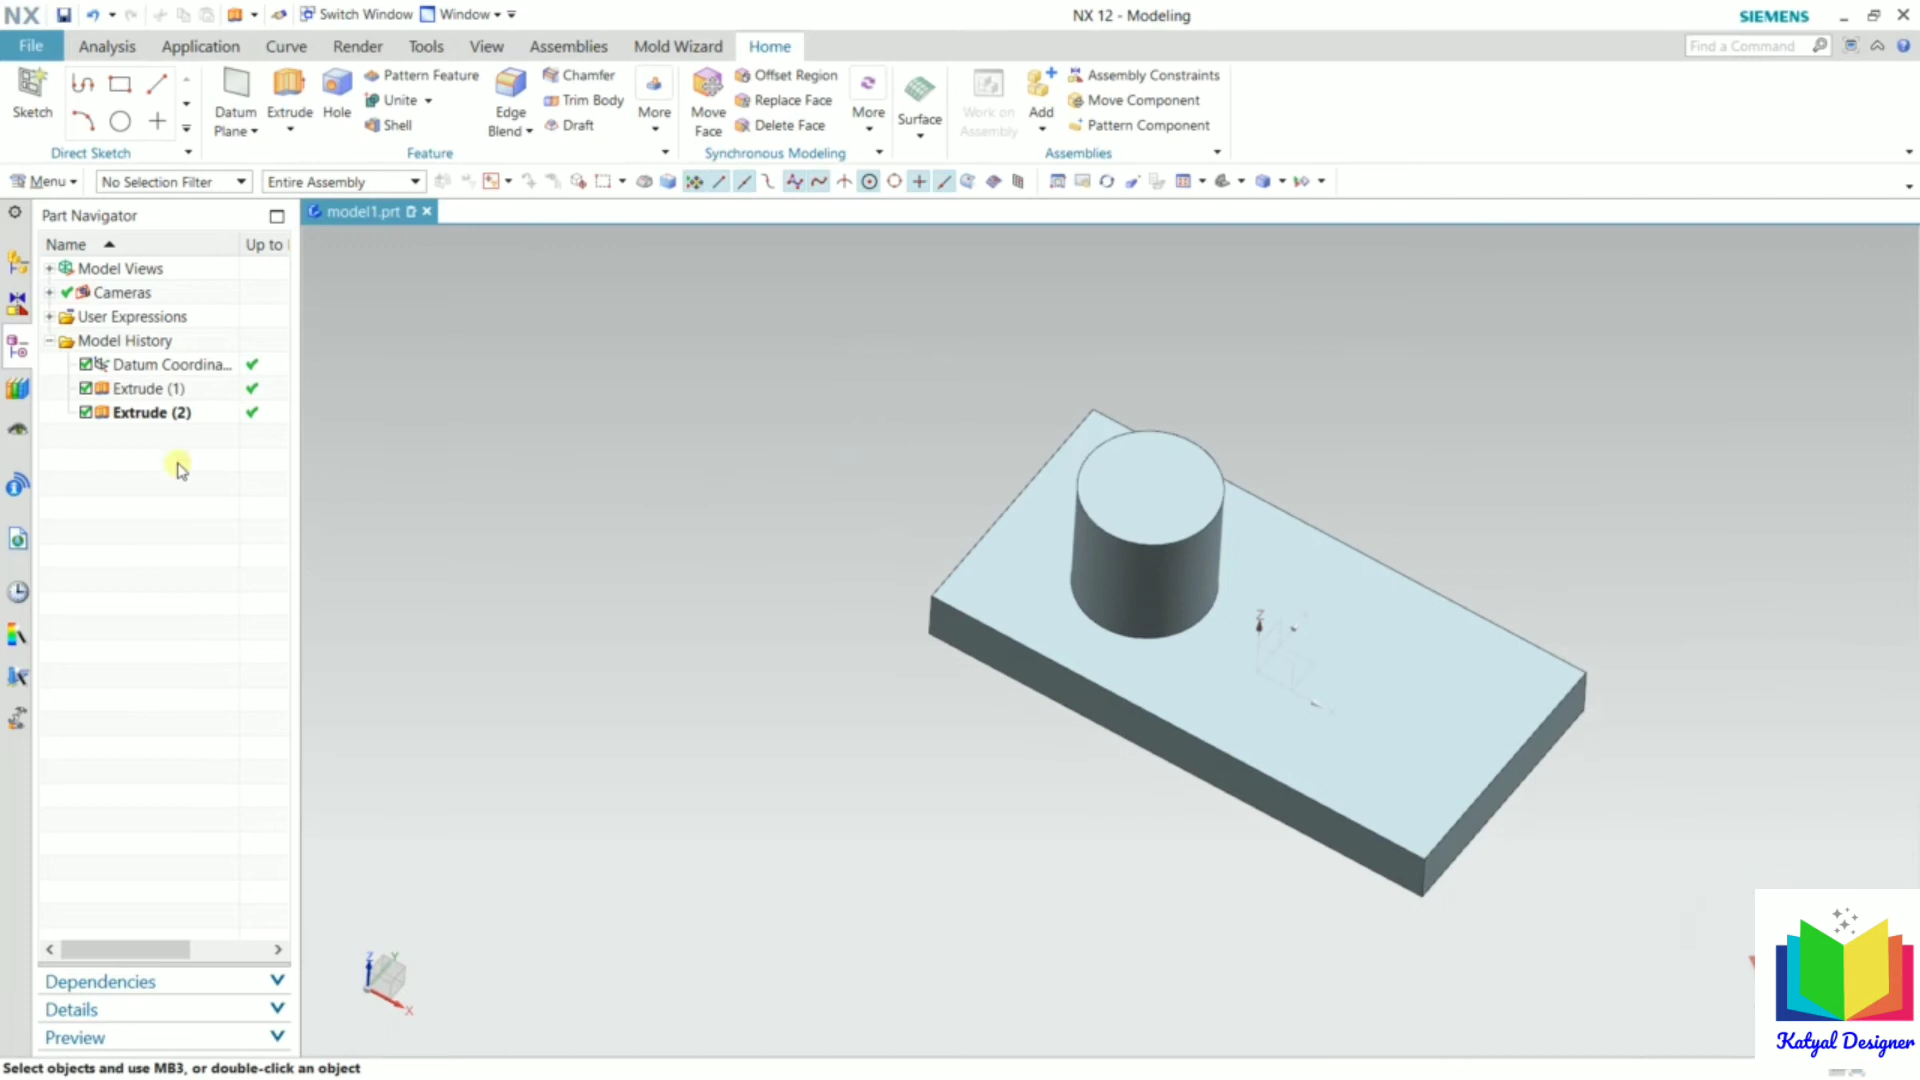 NX Switch Window Window NX 12 - Modeling SIEMENS
File Analysis Application Curve Render Tools View Assemblies Mold Wizard Home Find a Command
Sketch
Direct Sketch
Datum Plane
Extrude
Hole
Pattern Feature
Unite
Shell
Edge Blend
Chamfer
Trim Body
Draft
More
Feature
Move Face
Offset Region
Replace Face
Delete Face
More
Synchronous Modeling
Surface
Work on Assembly
Add
Assembly Constraints
Move Component
Pattern Component
Assemblies
Menu No Selection Filter Entire Assembly
Part Navigator
model1.prt
Name Up to
Model Views
Cameras
User Expressions
Model History
Datum Coordina...
Extrude (1)
Extrude (2)
Z
Z Y
X
Dependencies
Details
Preview
Katyal Designer
Select objects and use MB3, or double-click an object